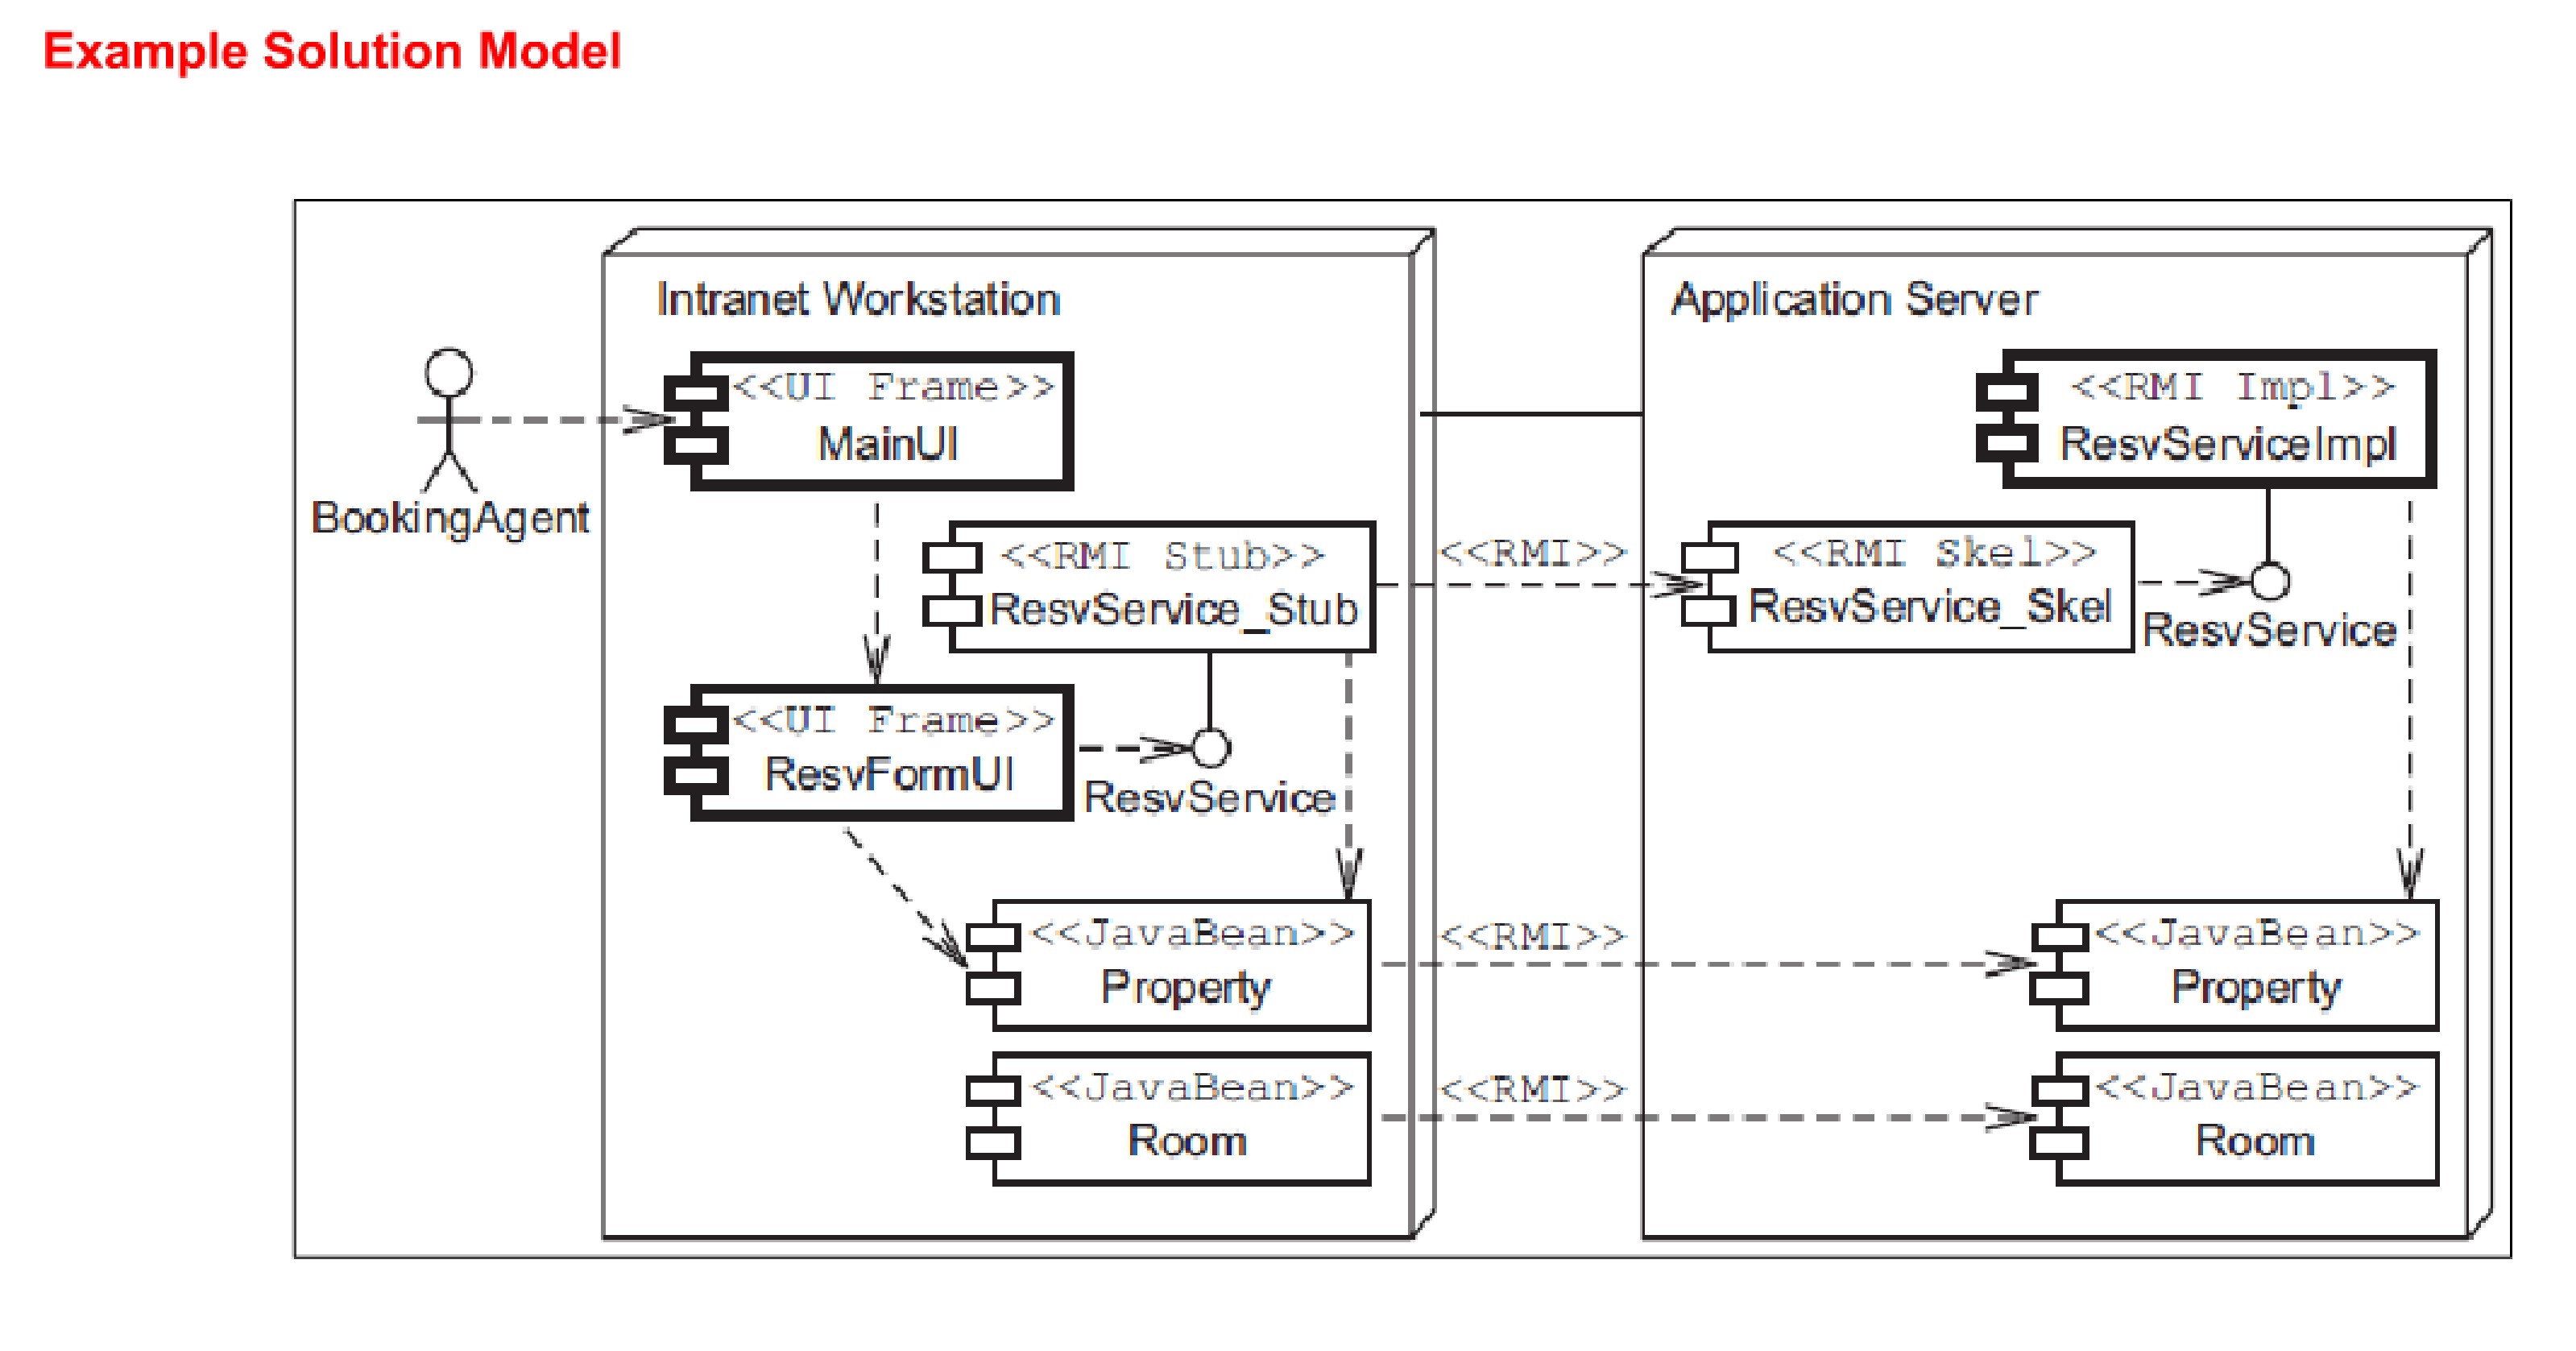 Example Solution Model
Intranet Workstation
Application Server
<<UI Frame>>
MainUI
<<RMI Impl>>
ResvServiceImpl
BookingAgent
<<RMI Stub>>
ResvService_Stub
<<RMI>>
<<RMI Skel>>
ResvService_Skel
ResvService
<<UI Frame>>
ResvFormUI
ResvService
<<JavaBean>>
Property
<<RMI>>
<<JavaBean>>
Property
<<JavaBean>>
Room
<<RMI>>
<<JavaBean>>
Room